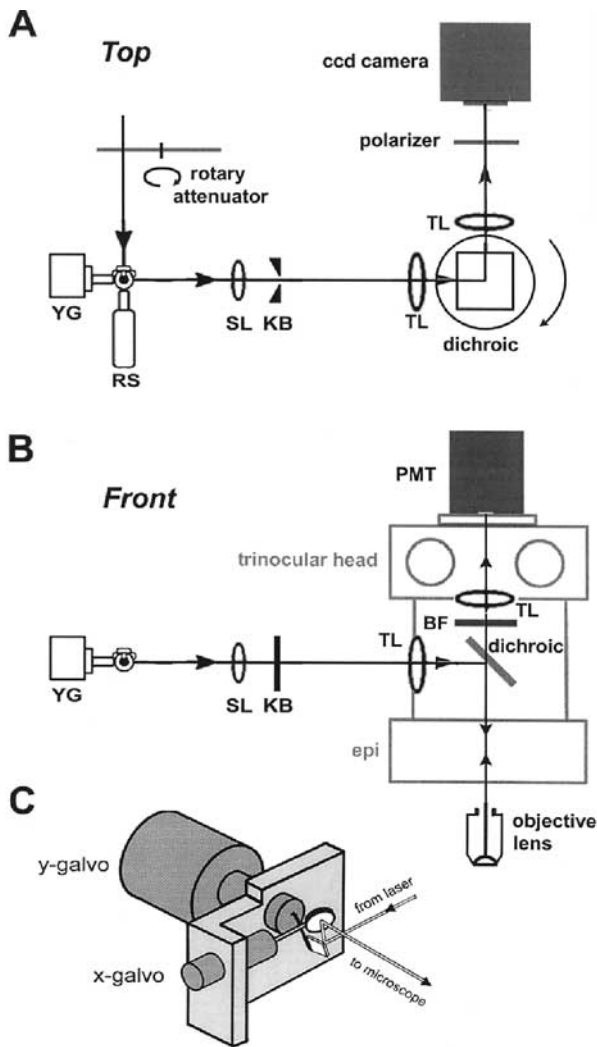 A
Top
ccd camera
polarizer
rotary
attenuator
TL
YG
SL
KB
TL
dichroic
RS
B
Front
PMT
trinocular head
TL
BF
TL
dichroic
YG
SL
KB
epi
C
objective
lens
y-galvo
from laser
x-galvo
to microscope